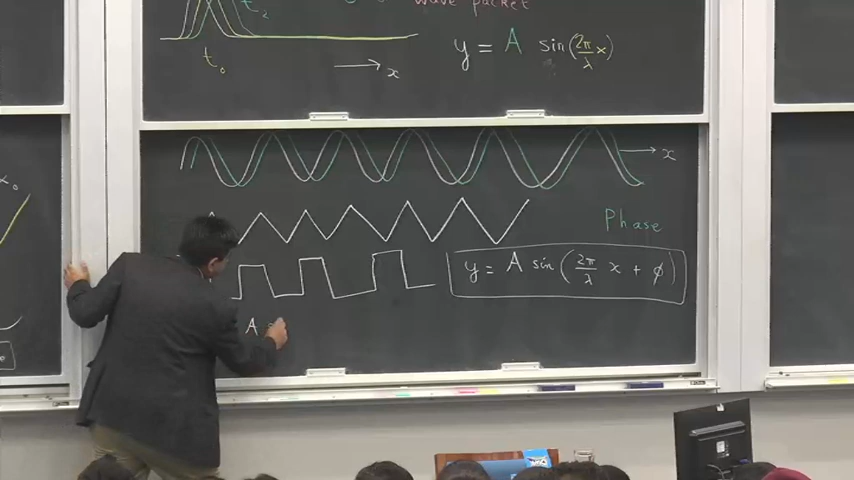 t₂
wave packet
y = A sin(2π/λ x)
t₀
x
x
Phase
y = A sin(2π/λ x + φ)
A